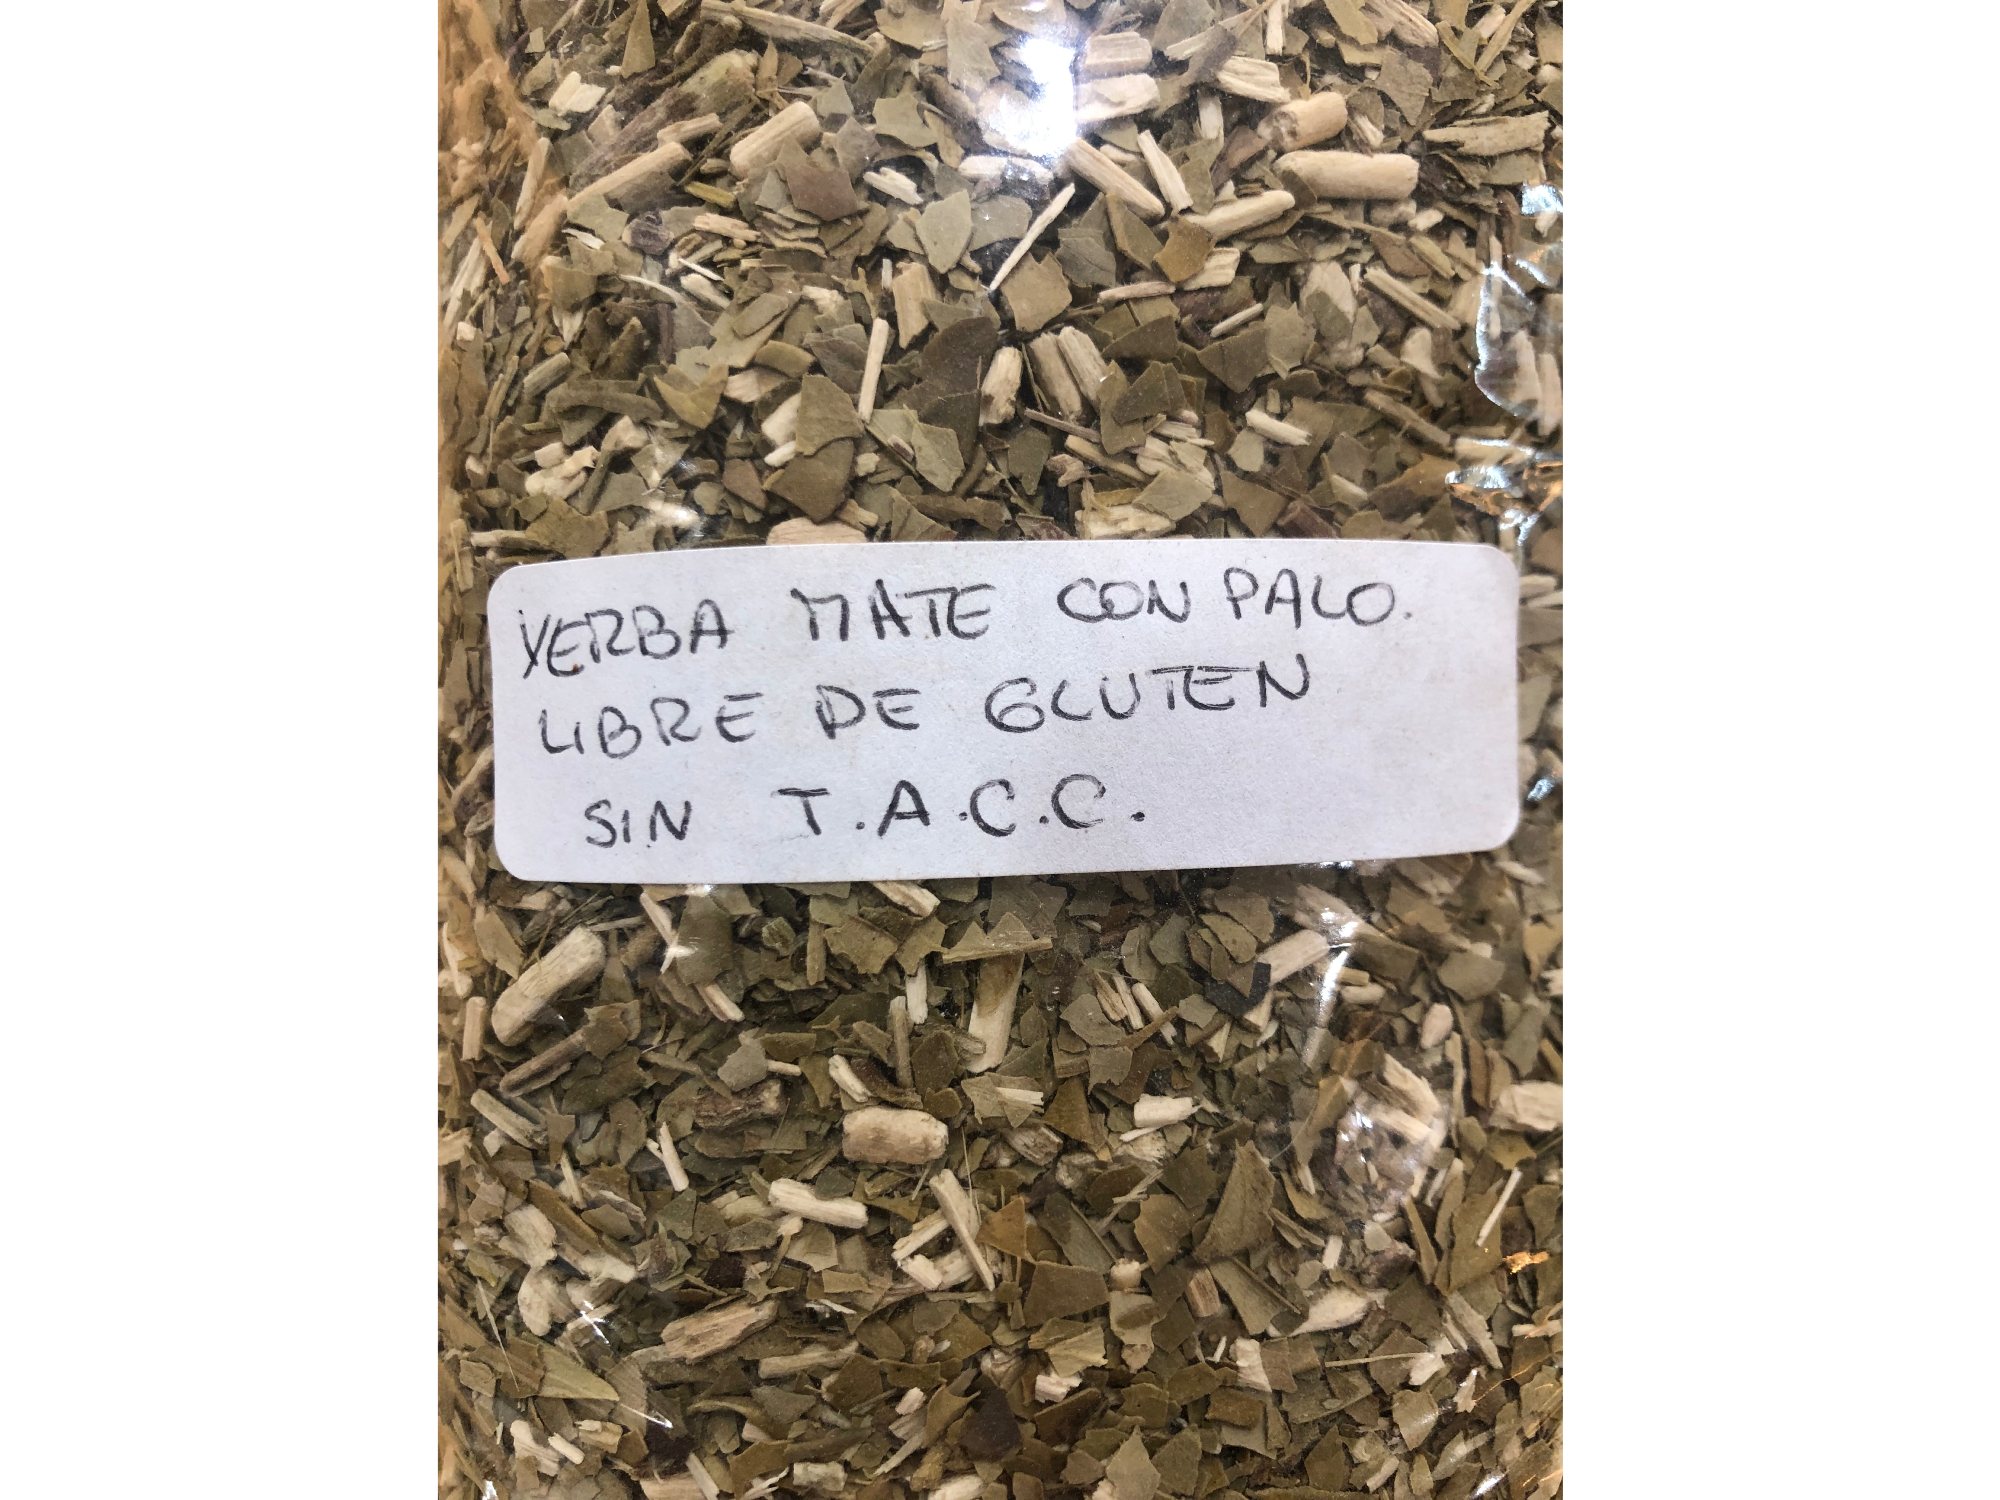 YERBA MATE CON PALO.
LIBRE DE GLUTEN
SIN T.A.C.C.